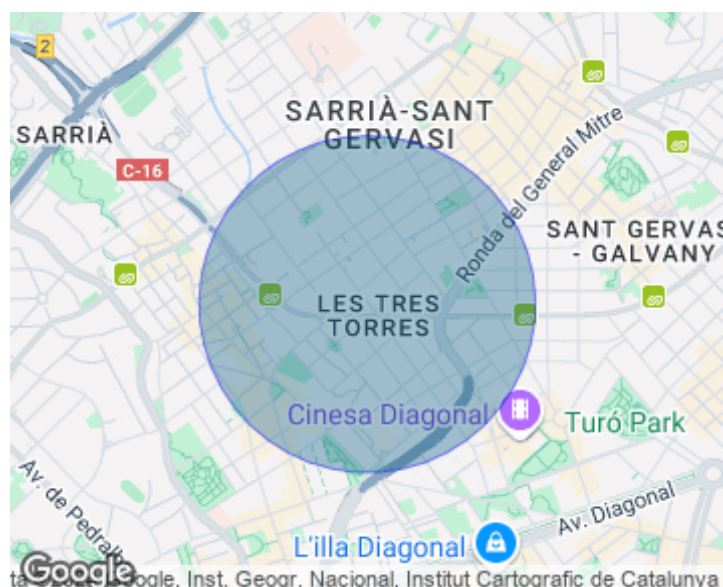 2
SARRIÀ
C-16
SARRIÀ-SANT
GERVASI
Ronda del General Mitre
SANT GERVAS
- GALVANY
LES TRES
TORRES
Cinesa Diagonal
Turó Park
Av. de Pedralb
Av. Diagonal
L'illa Diagonal
Google
ogle, Inst. Geogr. Nacional, Institut Cartogràfic de Catalunya